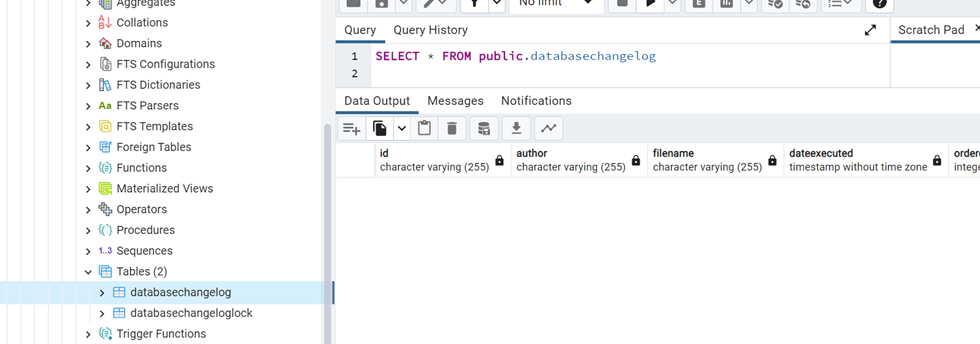 Aggregates
Collations
Domains
FTS Configurations
FTS Dictionaries
Aa FTS Parsers
FTS Templates
Foreign Tables
Functions
Materialized Views
Operators
Procedures
1..3 Sequences
Tables (2)
databasechangelog
databasechangeloglock
Trigger Functions
No limit
Query Query History
Scratch Pad
1 SELECT * FROM public.databasechangelog
2
Data Output Messages Notifications
id author filename dateexecuted
character varying (255) character varying (255) character varying (255) timestamp without time zone